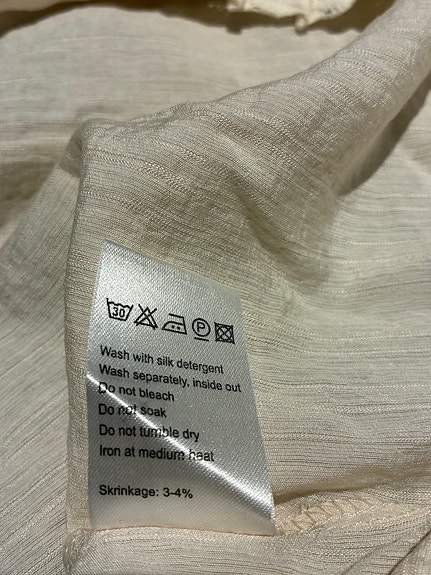 30 P
Wash with silk detergent
Wash separately, inside out
Do not bleach
Do not soak
Do not tumble dry
Iron at medium heat
Skrinkage: 3-4%